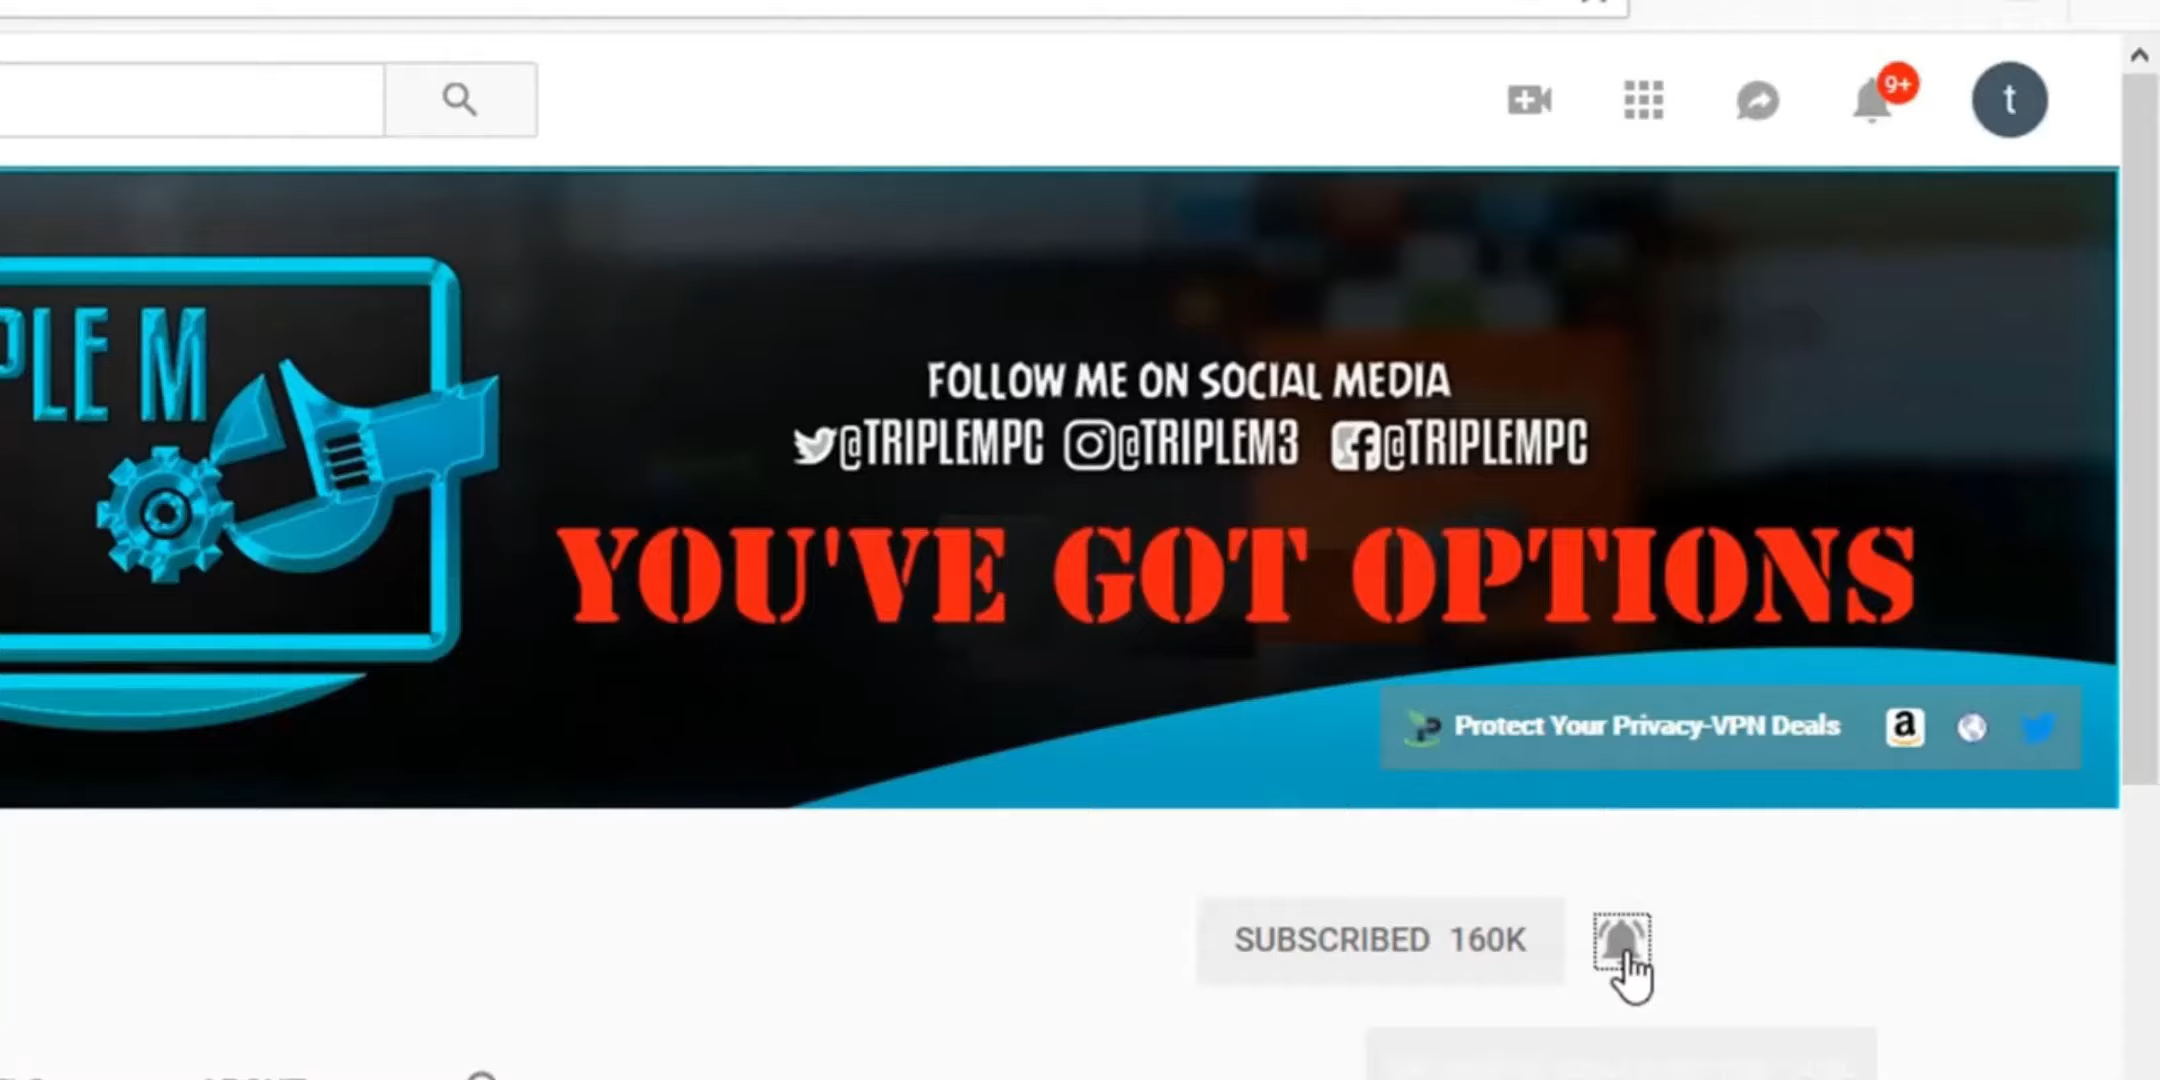 9+
t
PLE M
FOLLOW ME ON SOCIAL MEDIA
@TRIPLEMPC @TRIPLEM3 @TRIPLEMPC
YOU'VE GOT OPTIONS
Protect Your Privacy-VPN Deals
SUBSCRIBED 160K